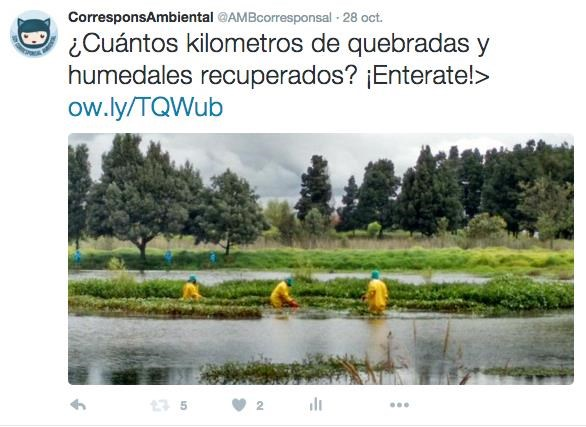 CorresponsAmbiental @AMBcorresponsal · 28 oct.
¿Cuántos kilometros de quebradas y
humedales recuperados? ¡Enterate!>
ow.ly/TQWub
5 2